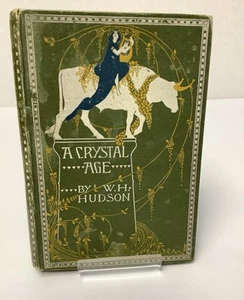 A CRYSTAL
AGE
BY W.H.
HUDSON